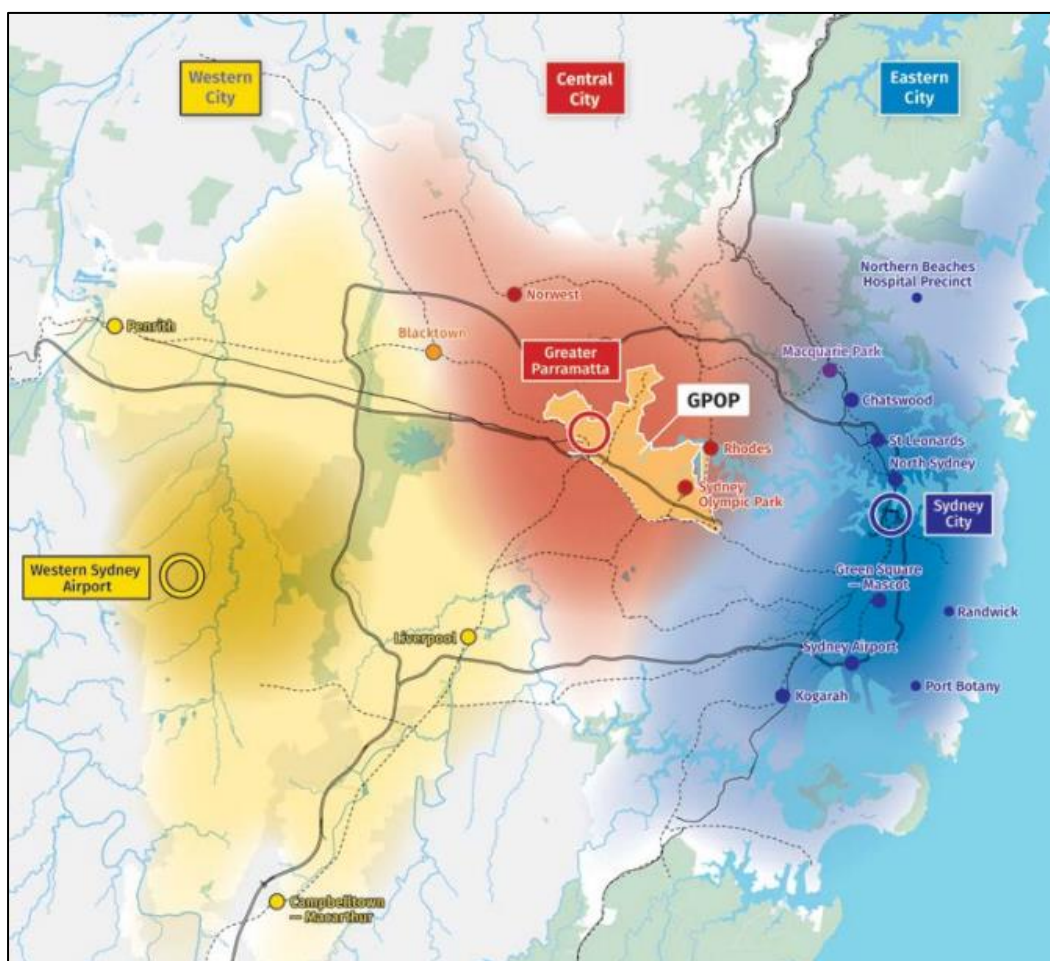 Western
City
Central
City
Eastern
City
Northern Beaches
Hospital Precinct
Norwest
Penrith
Blacktown
Greater
Parramatta
Macquarie Park
GPOP
Chatswood
St Leonards
Rhodes
North Sydney
Sydney
Olympic Park
Sydney
City
Western Sydney
Airport
Green Square
— Mascot
Randwick
Liverpool
Sydney Airport
Port Botany
Kogarah
Campbelltown
— Macarthur